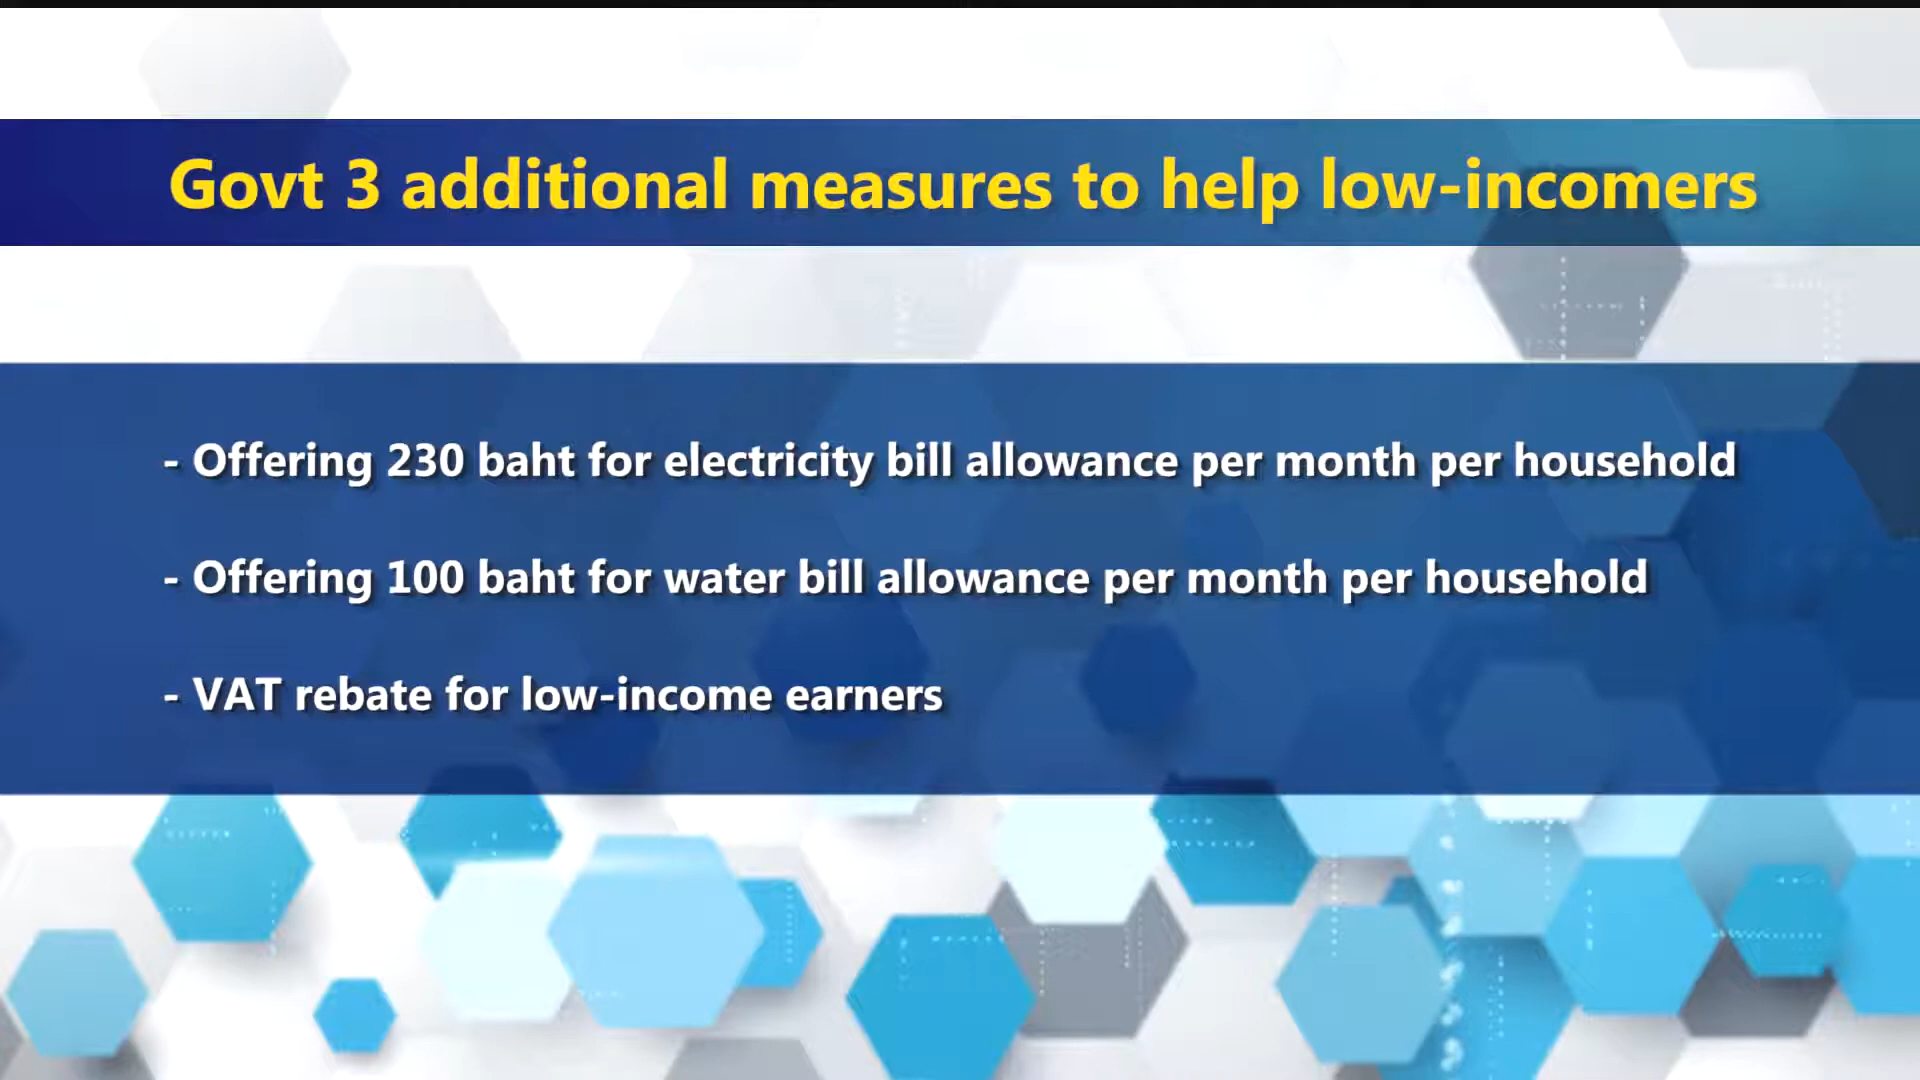 Govt 3 additional measures to help low-incomers
- Offering 230 baht for electricity bill allowance per month per household
- Offering 100 baht for water bill allowance per month per household
- VAT rebate for low-income earners